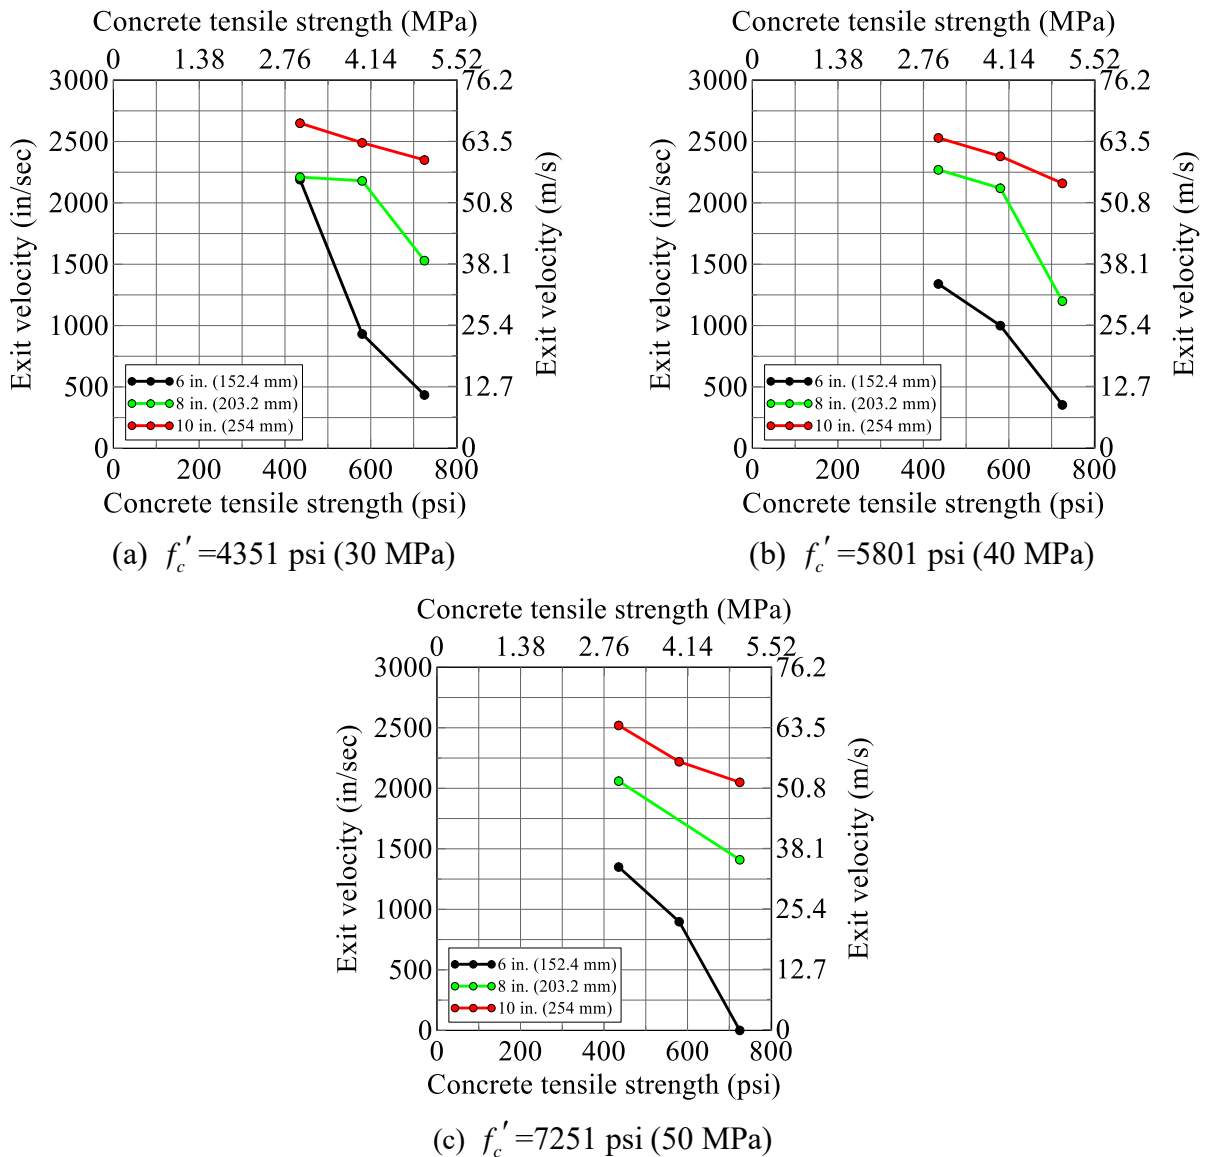 Concrete tensile strength (MPa)
0 1.38 2.76 4.14 5.52
3000 76.2
2500 63.5
2000 50.8
1500 38.1
1000 25.4
500 12.7
0 0
Exit velocity (in/sec)
Exit velocity (m/s)
6 in. (152.4 mm)
8 in. (203.2 mm)
10 in. (254 mm)
0 200 400 600 800
Concrete tensile strength (psi)
(a) fc′ =4351 psi (30 MPa)
Concrete tensile strength (MPa)
0 1.38 2.76 4.14 5.52
3000 76.2
2500 63.5
2000 50.8
1500 38.1
1000 25.4
500 12.7
0 0
Exit velocity (in/sec)
Exit velocity (m/s)
6 in. (152.4 mm)
8 in. (203.2 mm)
10 in. (254 mm)
0 200 400 600 800
Concrete tensile strength (psi)
(b) fc′ =5801 psi (40 MPa)
Concrete tensile strength (MPa)
0 1.38 2.76 4.14 5.52
3000 76.2
2500 63.5
2000 50.8
1500 38.1
1000 25.4
500 12.7
0 0
Exit velocity (in/sec)
Exit velocity (m/s)
6 in. (152.4 mm)
8 in. (203.2 mm)
10 in. (254 mm)
0 200 400 600 800
Concrete tensile strength (psi)
(c) fc′ =7251 psi (50 MPa)